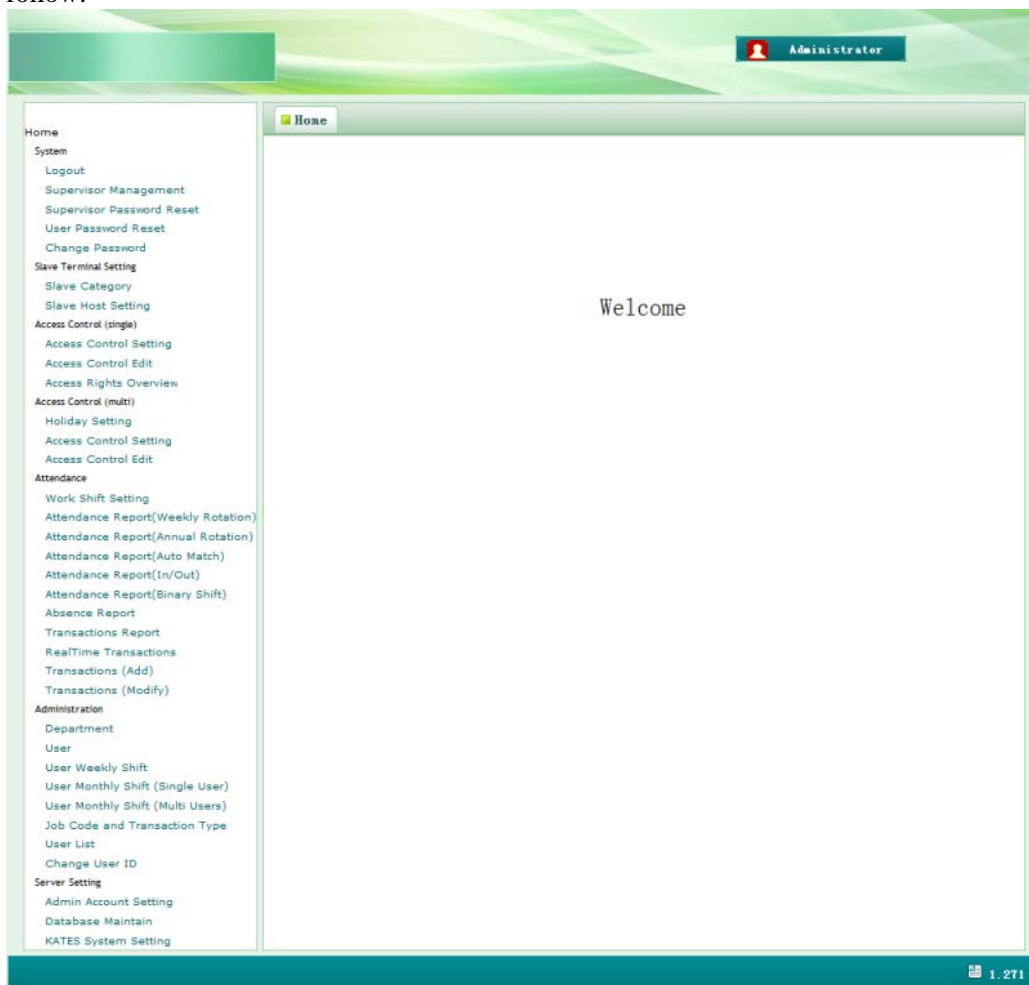 follow:
Administrator
Home
Home
System
Logout
Supervisor Management
Supervisor Password Reset
User Password Reset
Change Password
Slave Terminal Setting
Slave Category
Slave Host Setting
Welcome
Access Control (single)
Access Control Setting
Access Control Edit
Access Rights Overview
Access Control (multi)
Holiday Setting
Access Control Setting
Access Control Edit
Attendance
Work Shift Setting
Attendance Report(Weekly Rotation)
Attendance Report(Annual Rotation)
Attendance Report(Auto Match)
Attendance Report(In/Out)
Attendance Report(Binary Shift)
Absence Report
Transactions Report
RealTime Transactions
Transactions (Add)
Transactions (Modify)
Administration
Department
User
User Weekly Shift
User Monthly Shift (Single User)
User Monthly Shift (Multi Users)
Job Code and Transaction Type
User List
Change User ID
Server Setting
Admin Account Setting
Database Maintain
KATES System Setting
1.271